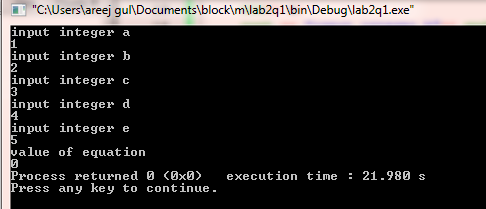 "C:\Users\areej gul\Documents\block\m\lab2q1\bin\Debug\lab2q1.exe"
input integer a
1
input integer b
2
input integer c
3
input integer d
4
input integer e
5
value of equation
0
Process returned 0 (0x0)   execution time : 21.980 s
Press any key to continue.